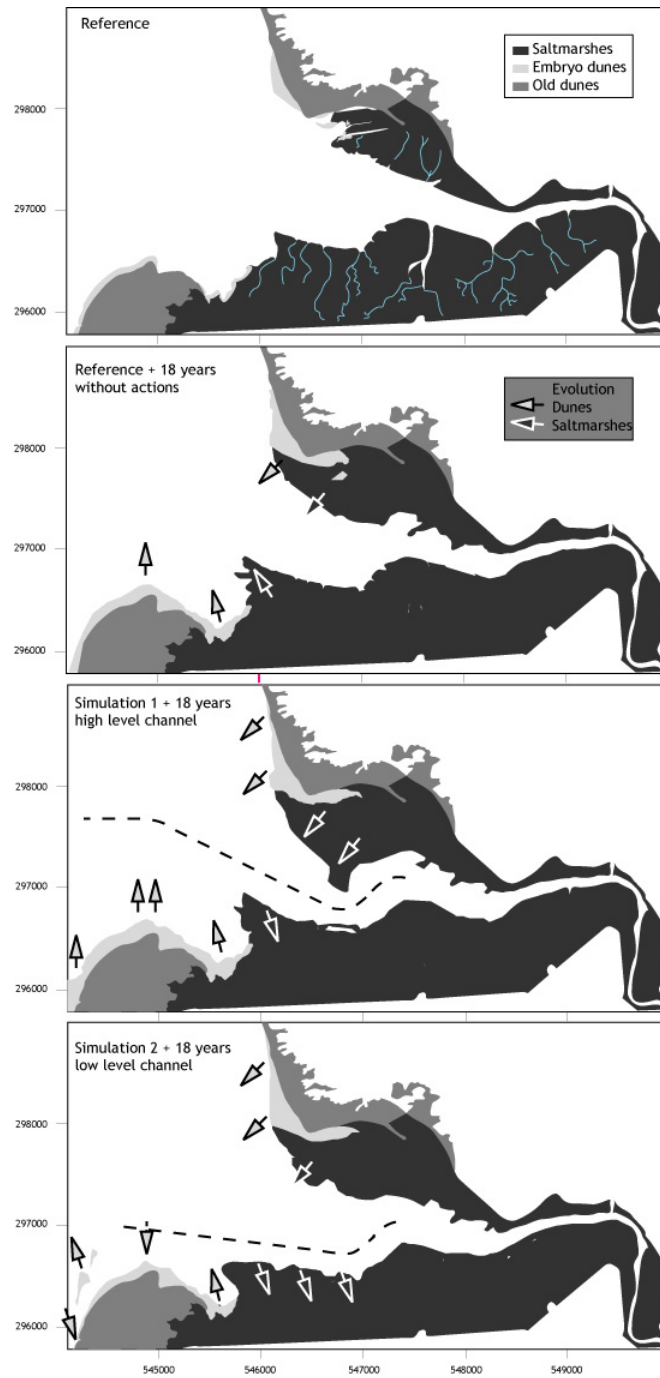 Reference
Saltmarshes
Embryo dunes
Old dunes
298000
297000
296000
Reference + 18 years
without actions
Evolution
Dunes
Saltmarshes
298000
297000
296000
Simulation 1 + 18 years
high level channel
298000
297000
296000
Simulation 2 + 18 years
low level channel
298000
297000
296000
545000 546000 547000 548000 549000